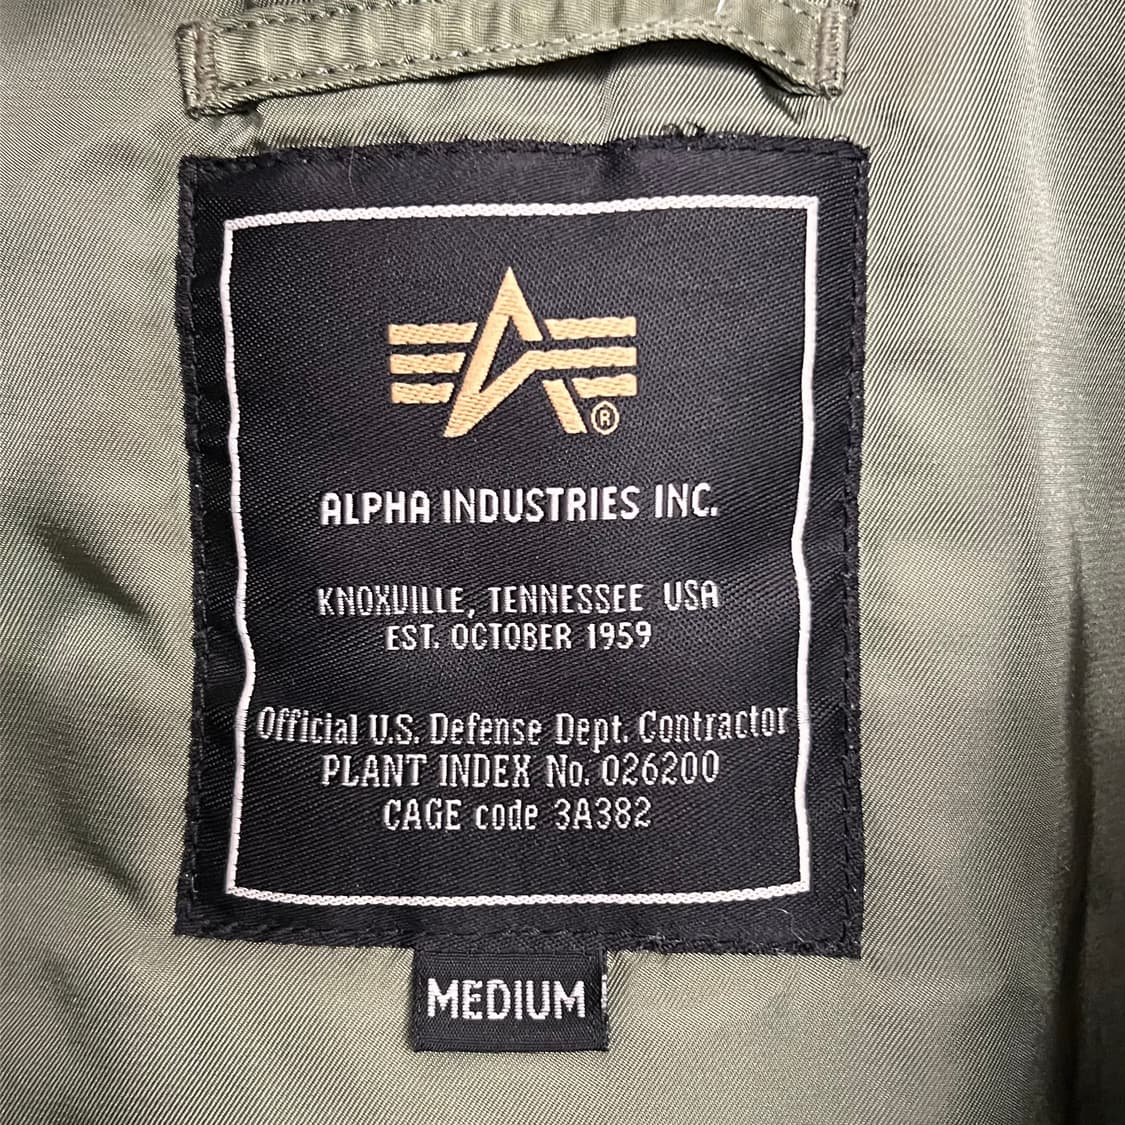 ®
ALPHA INDUSTRIES INC.
KNOXVILLE, TENNESSEE USA
EST. OCTOBER 1959
Official U.S. Defense Dept. Contractor
PLANT INDEX No. 026200
CAGE code 3A382
MEDIUM